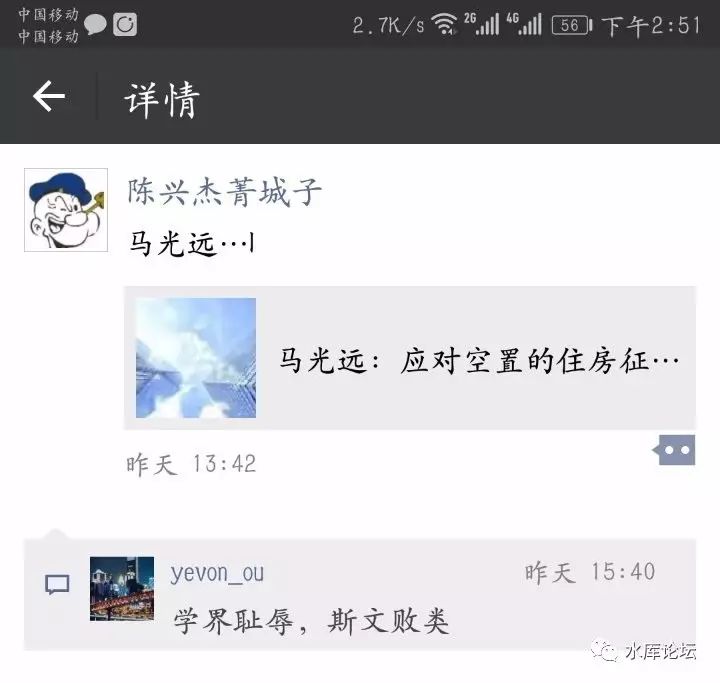 中国移动
中国移动
2.7K/s 2G 4G 56 下午2:51
详情
陈兴杰菁城子
马光远…
马光远：应对空置的住房征…
昨天 13:42
yevon_ou 昨天 15:40
学界耻辱，斯文败类
水库论坛